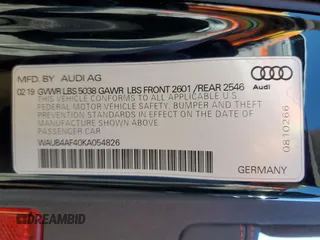 MFD. BY AUDI AG
02 19 GVWR LBS 5038 GAWR LBS FRONT 2601 /REAR 2546
THIS VEHICLE CONFORMS TO ALL APPLICABLE
FEDERAL MOTOR VEHICLE SAFETY, BUMPER AND THEFT
PREVENTION STANDARDS IN EFFECT ON THE DATE
OF MANUFACTURE SHOWN ABOVE
PASSENGER CAR
WAUB4AF40KA054826
Audi
0810266
GERMANY
DREAMBID